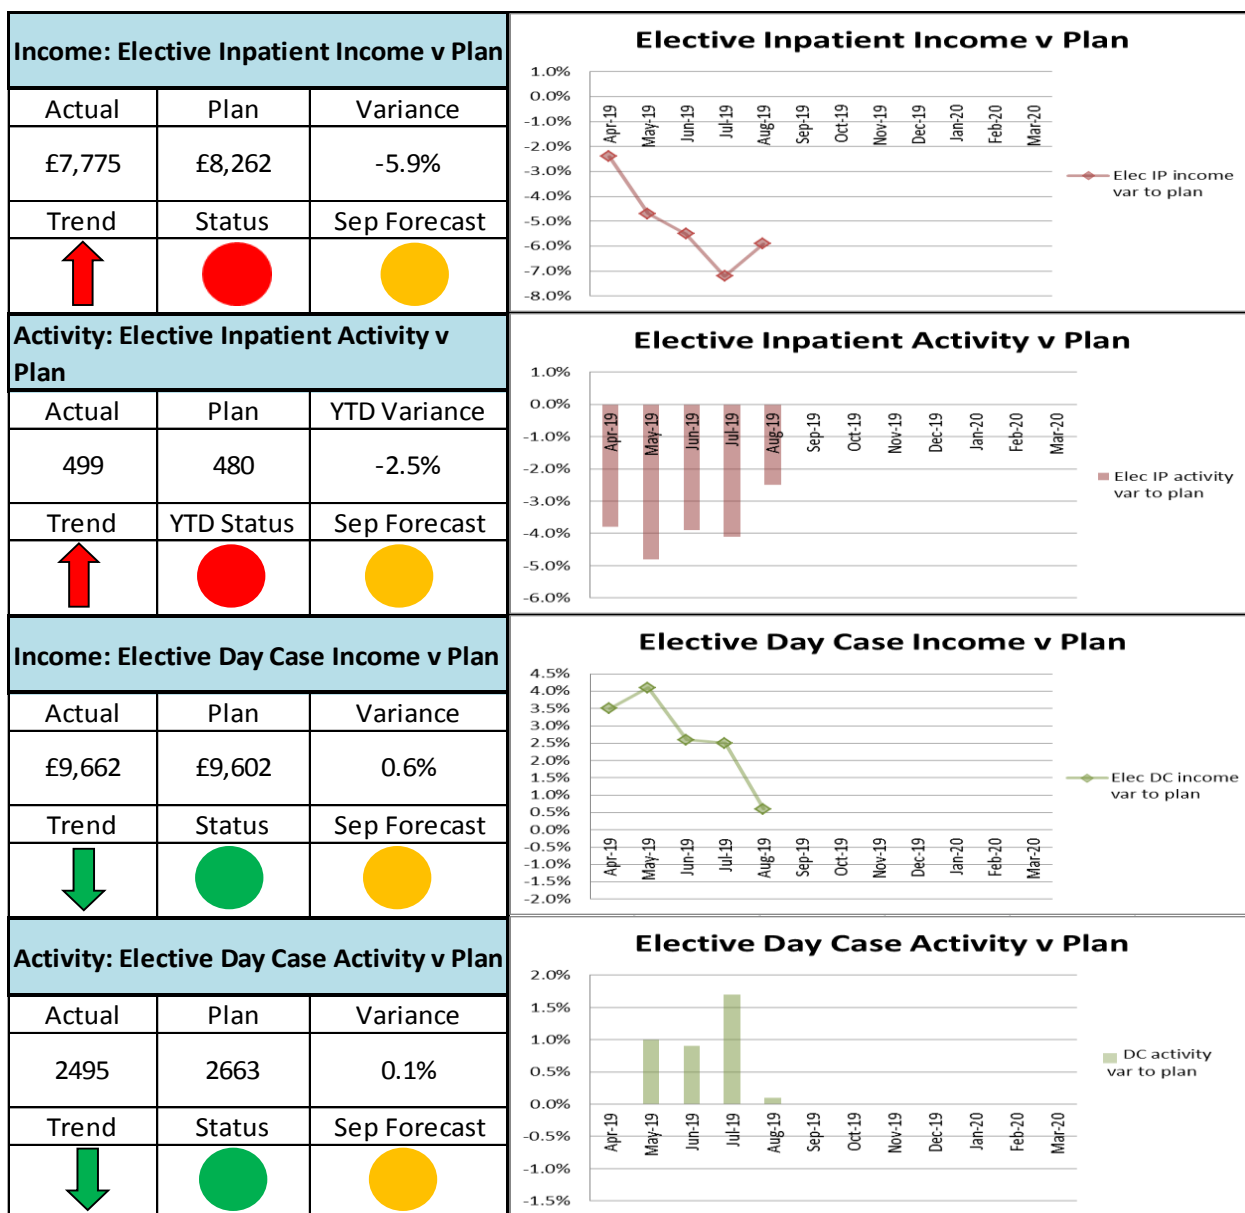 Income: Elective Inpatient Income v Plan
Actual Plan Variance
£7,775 £8,262 -5.9%
Trend Status Sep Forecast
Elective Inpatient Income v Plan
1.0%
0.0%
-1.0%
-2.0%
-3.0%
-4.0%
-5.0%
-6.0%
-7.0%
-8.0%
Apr-19 May-19 Jun-19 Jul-19 Aug-19 Sep-19 Oct-19 Nov-19 Dec-19 Jan-20 Feb-20 Mar-20
Elec IP income
var to plan
Activity: Elective Inpatient Activity v
Plan
Actual Plan YTD Variance
499 480 -2.5%
Trend YTD Status Sep Forecast
Elective Inpatient Activity v Plan
1.0%
0.0%
-1.0%
-2.0%
-3.0%
-4.0%
-5.0%
-6.0%
Apr-19 May-19 Jun-19 Jul-19 Aug-19 Sep-19 Oct-19 Nov-19 Dec-19 Jan-20 Feb-20 Mar-20
Elec IP activity
var to plan
Income: Elective Day Case Income v Plan
Actual Plan Variance
£9,662 £9,602 0.6%
Trend Status Sep Forecast
Elective Day Case Income v Plan
4.5%
4.0%
3.5%
3.0%
2.5%
2.0%
1.5%
1.0%
0.5%
0.0%
-0.5%
-1.0%
-1.5%
-2.0%
Apr-19 May-19 Jun-19 Jul-19 Aug-19 Sep-19 Oct-19 Nov-19 Dec-19 Jan-20 Feb-20 Mar-20
Elec DC income
var to plan
Activity: Elective Day Case Activity v Plan
Actual Plan Variance
2495 2663 0.1%
Trend Status Sep Forecast
Elective Day Case Activity v Plan
2.0%
1.5%
1.0%
0.5%
0.0%
-0.5%
-1.0%
-1.5%
Apr-19 May-19 Jun-19 Jul-19 Aug-19 Sep-19 Oct-19 Nov-19 Dec-19 Jan-20 Feb-20 Mar-20
DC activity
var to plan